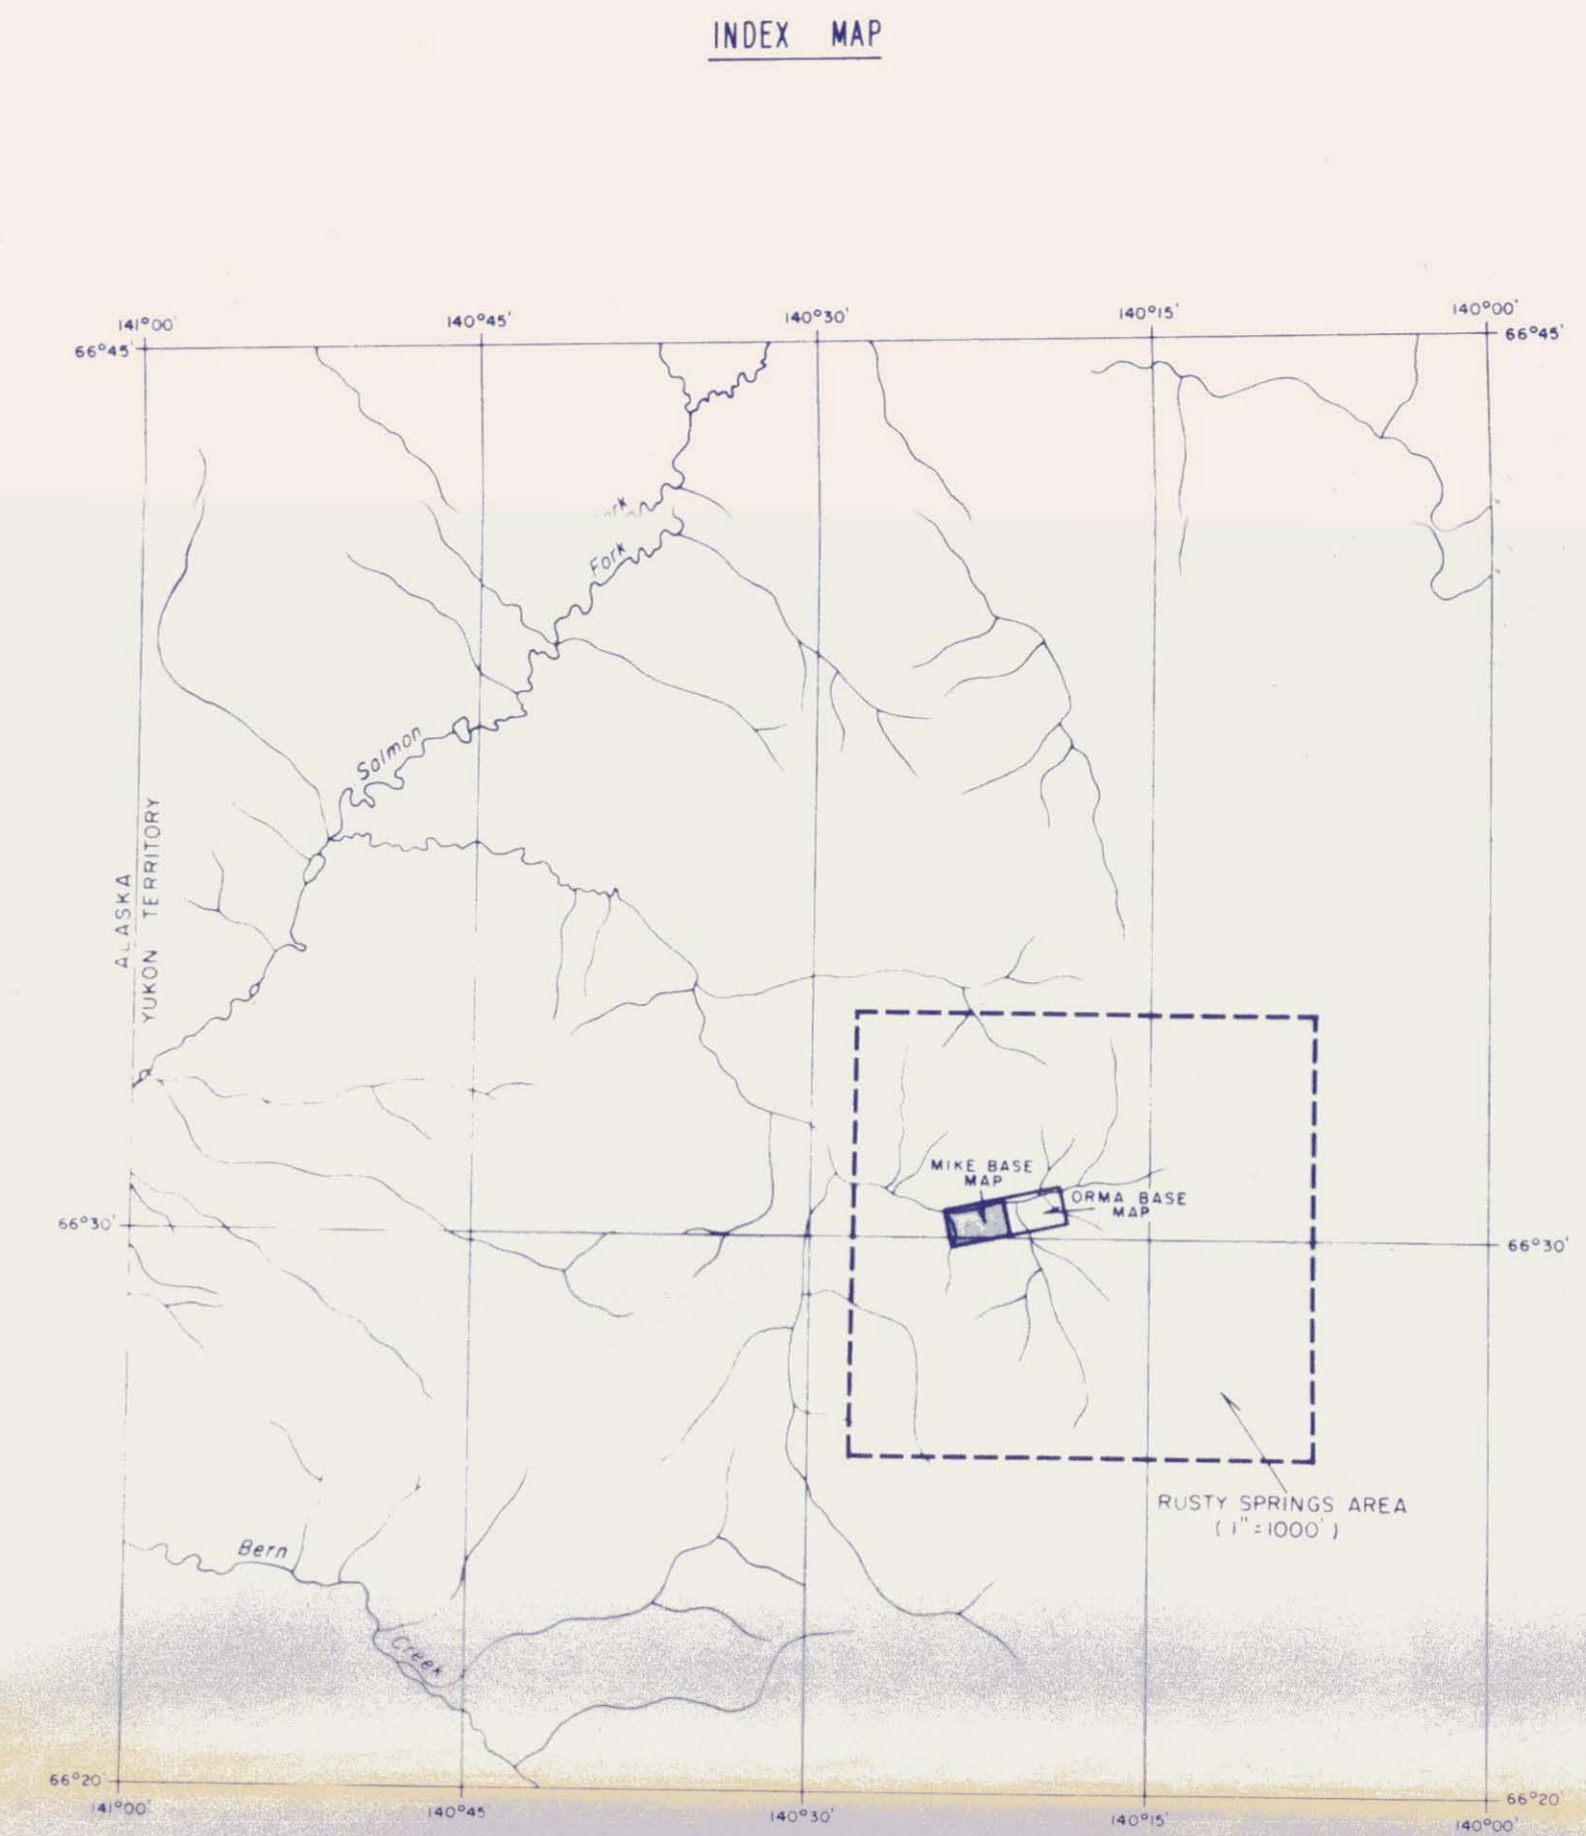 INDEX MAP
141°00'
140°45'
140°30'
140°15'
140°00'
66°45'
66°45'
Fork
Salmon
ALASKA
YUKON TERRITORY
MIKE BASE
MAP
ORMA BASE
MAP
66°30'
66°30'
RUSTY SPRINGS AREA
(1"=1000')
Bern
Creek
66°20'
66°20'
141°00'
140°45'
140°30'
140°15'
140°00'